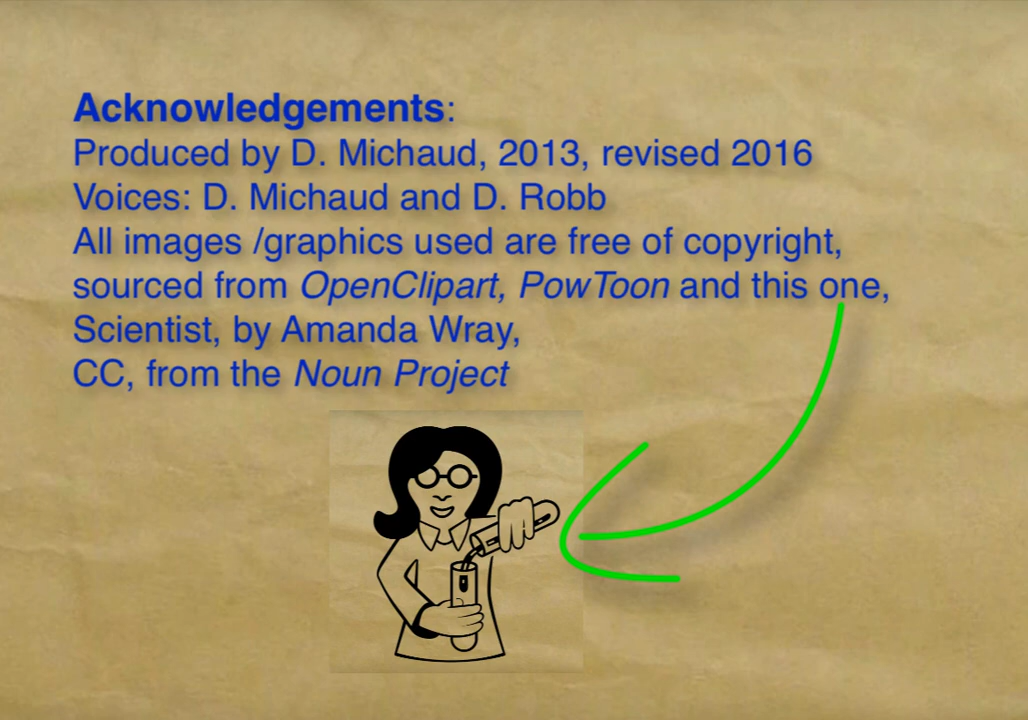 Acknowledgements:
Produced by D. Michaud, 2013, revised 2016
Voices: D. Michaud and D. Robb
All images /graphics used are free of copyright,
sourced from OpenClipart, PowToon and this one,
Scientist, by Amanda Wray,
CC, from the Noun Project